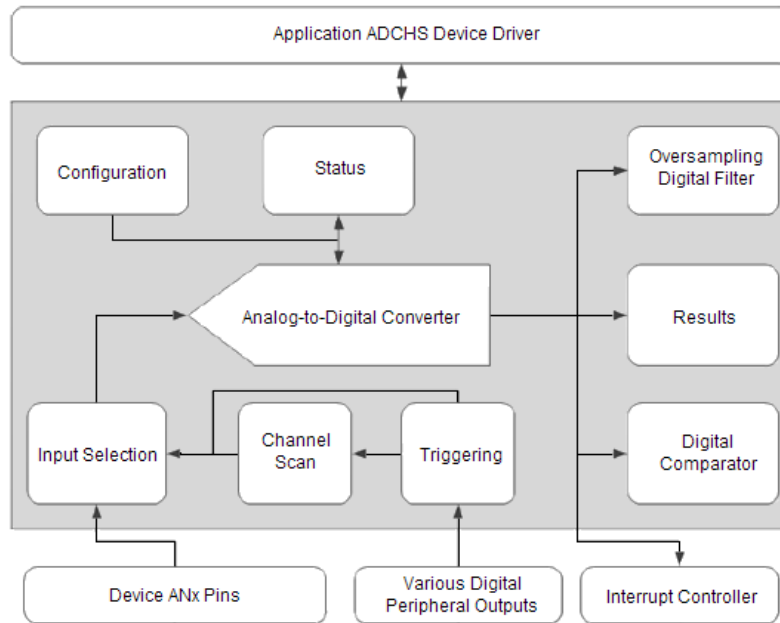 Application ADCHS Device Driver
Configuration
Status
Oversampling
Digital Filter
Analog-to-Digital Converter
Results
Input Selection
Channel
Scan
Triggering
Digital
Comparator
Device ANx Pins
Various Digital
Peripheral Outputs
Interrupt Controller